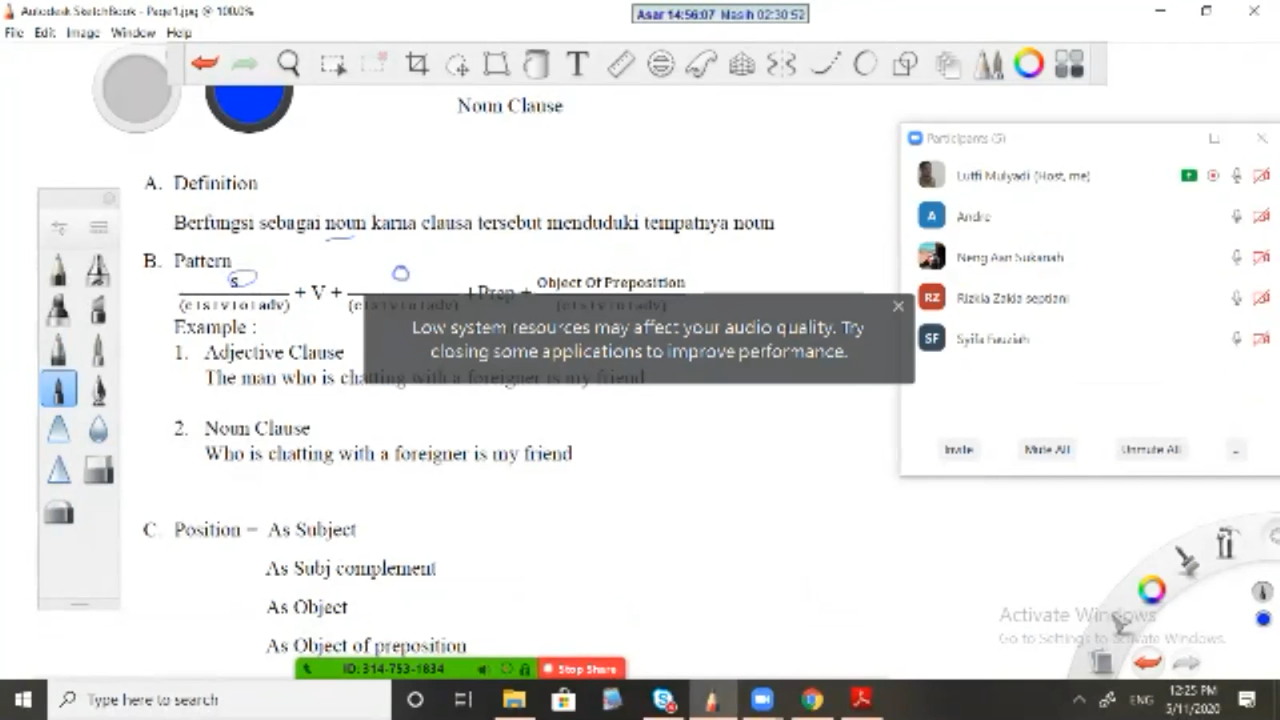 Autodesk SketchBook - Page1.jpg @ 100.0%
Asar 14:56:07 Masih 02:30:52
File Edit Image Window Help
Noun Clause
A. Definition
Berfungsi sebagai noun karna clausa tersebut menduduki tempatnya noun
B. Pattern
S + V + O + Prep + Object Of Preposition
Example :
1. Adjective Clause
The man who is chatting with a foreigner is my friend
2. Noun Clause
Who is chatting with a foreigner is my friend
C. Position = As Subject
As Subj complement
As Object
As Object of preposition
Low system resources may affect your audio quality. Try
closing some applications to improve performance.
Participants (5)
Lutfi Mulyadi (Host, me)
A Andre
Neng Aan Sukanah
RZ Rizkia Zakia septiani
SF Syifa Fauziah
Invite Mute All Unmute All
Activate Windows
Go to Settings to activate Windows.
ID: 314-753-1834 Stop Share
Type here to search
ENG
12:25 PM
5/11/2020